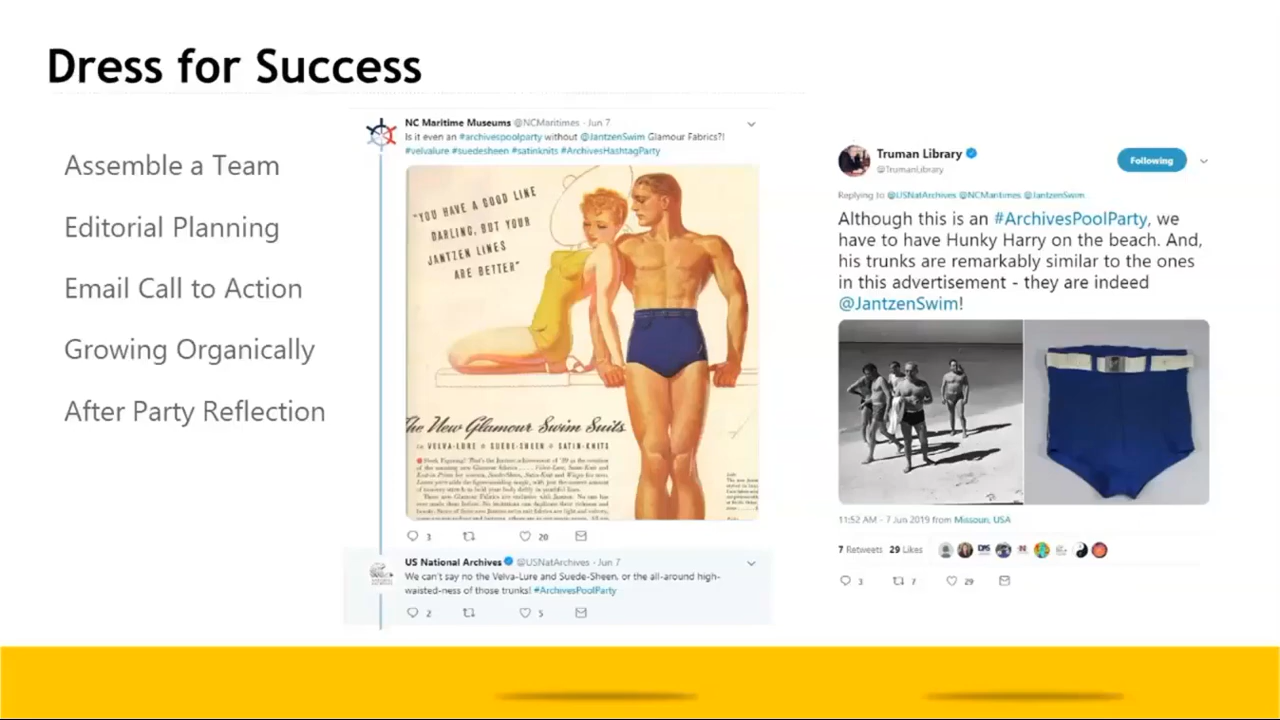 Dress for Success
Assemble a Team
Editorial Planning
Email Call to Action
Growing Organically
After Party Reflection
NC Maritime Museums @NCMaritimes · Jun 7
Is it even an #archivespoolparty without @JantzenSwim Glamour Fabrics?!
#velvalure #suedesheen #satinknits #ArchivesHashtagParty
"YOU HAVE A GOOD LINE
DARLING, BUT YOUR
JANTZEN LINES
ARE BETTER"
The New Glamour Swim Suits
IN VELVA-LURE SUEDE-SHEEN SATIN-KNITS
20
US National Archives @USNatArchives · Jun 7
We can't say no the Velva-Lure and Suede-Sheen, or the all-around high-
waisted-ness of those trunks! #ArchivesPoolParty
2 5
Truman Library
@TrumanLibrary
Following
Replying to @USNatArchives @NCMaritimes @JantzenSwim
Although this is an #ArchivesPoolParty, we
have to have Hunky Harry on the beach. And,
his trunks are remarkably similar to the ones
in this advertisement - they are indeed
@JantzenSwim!
11:52 AM - 7 Jun 2019 from Missouri, USA
7 Retweets 29 Likes
3 7 29